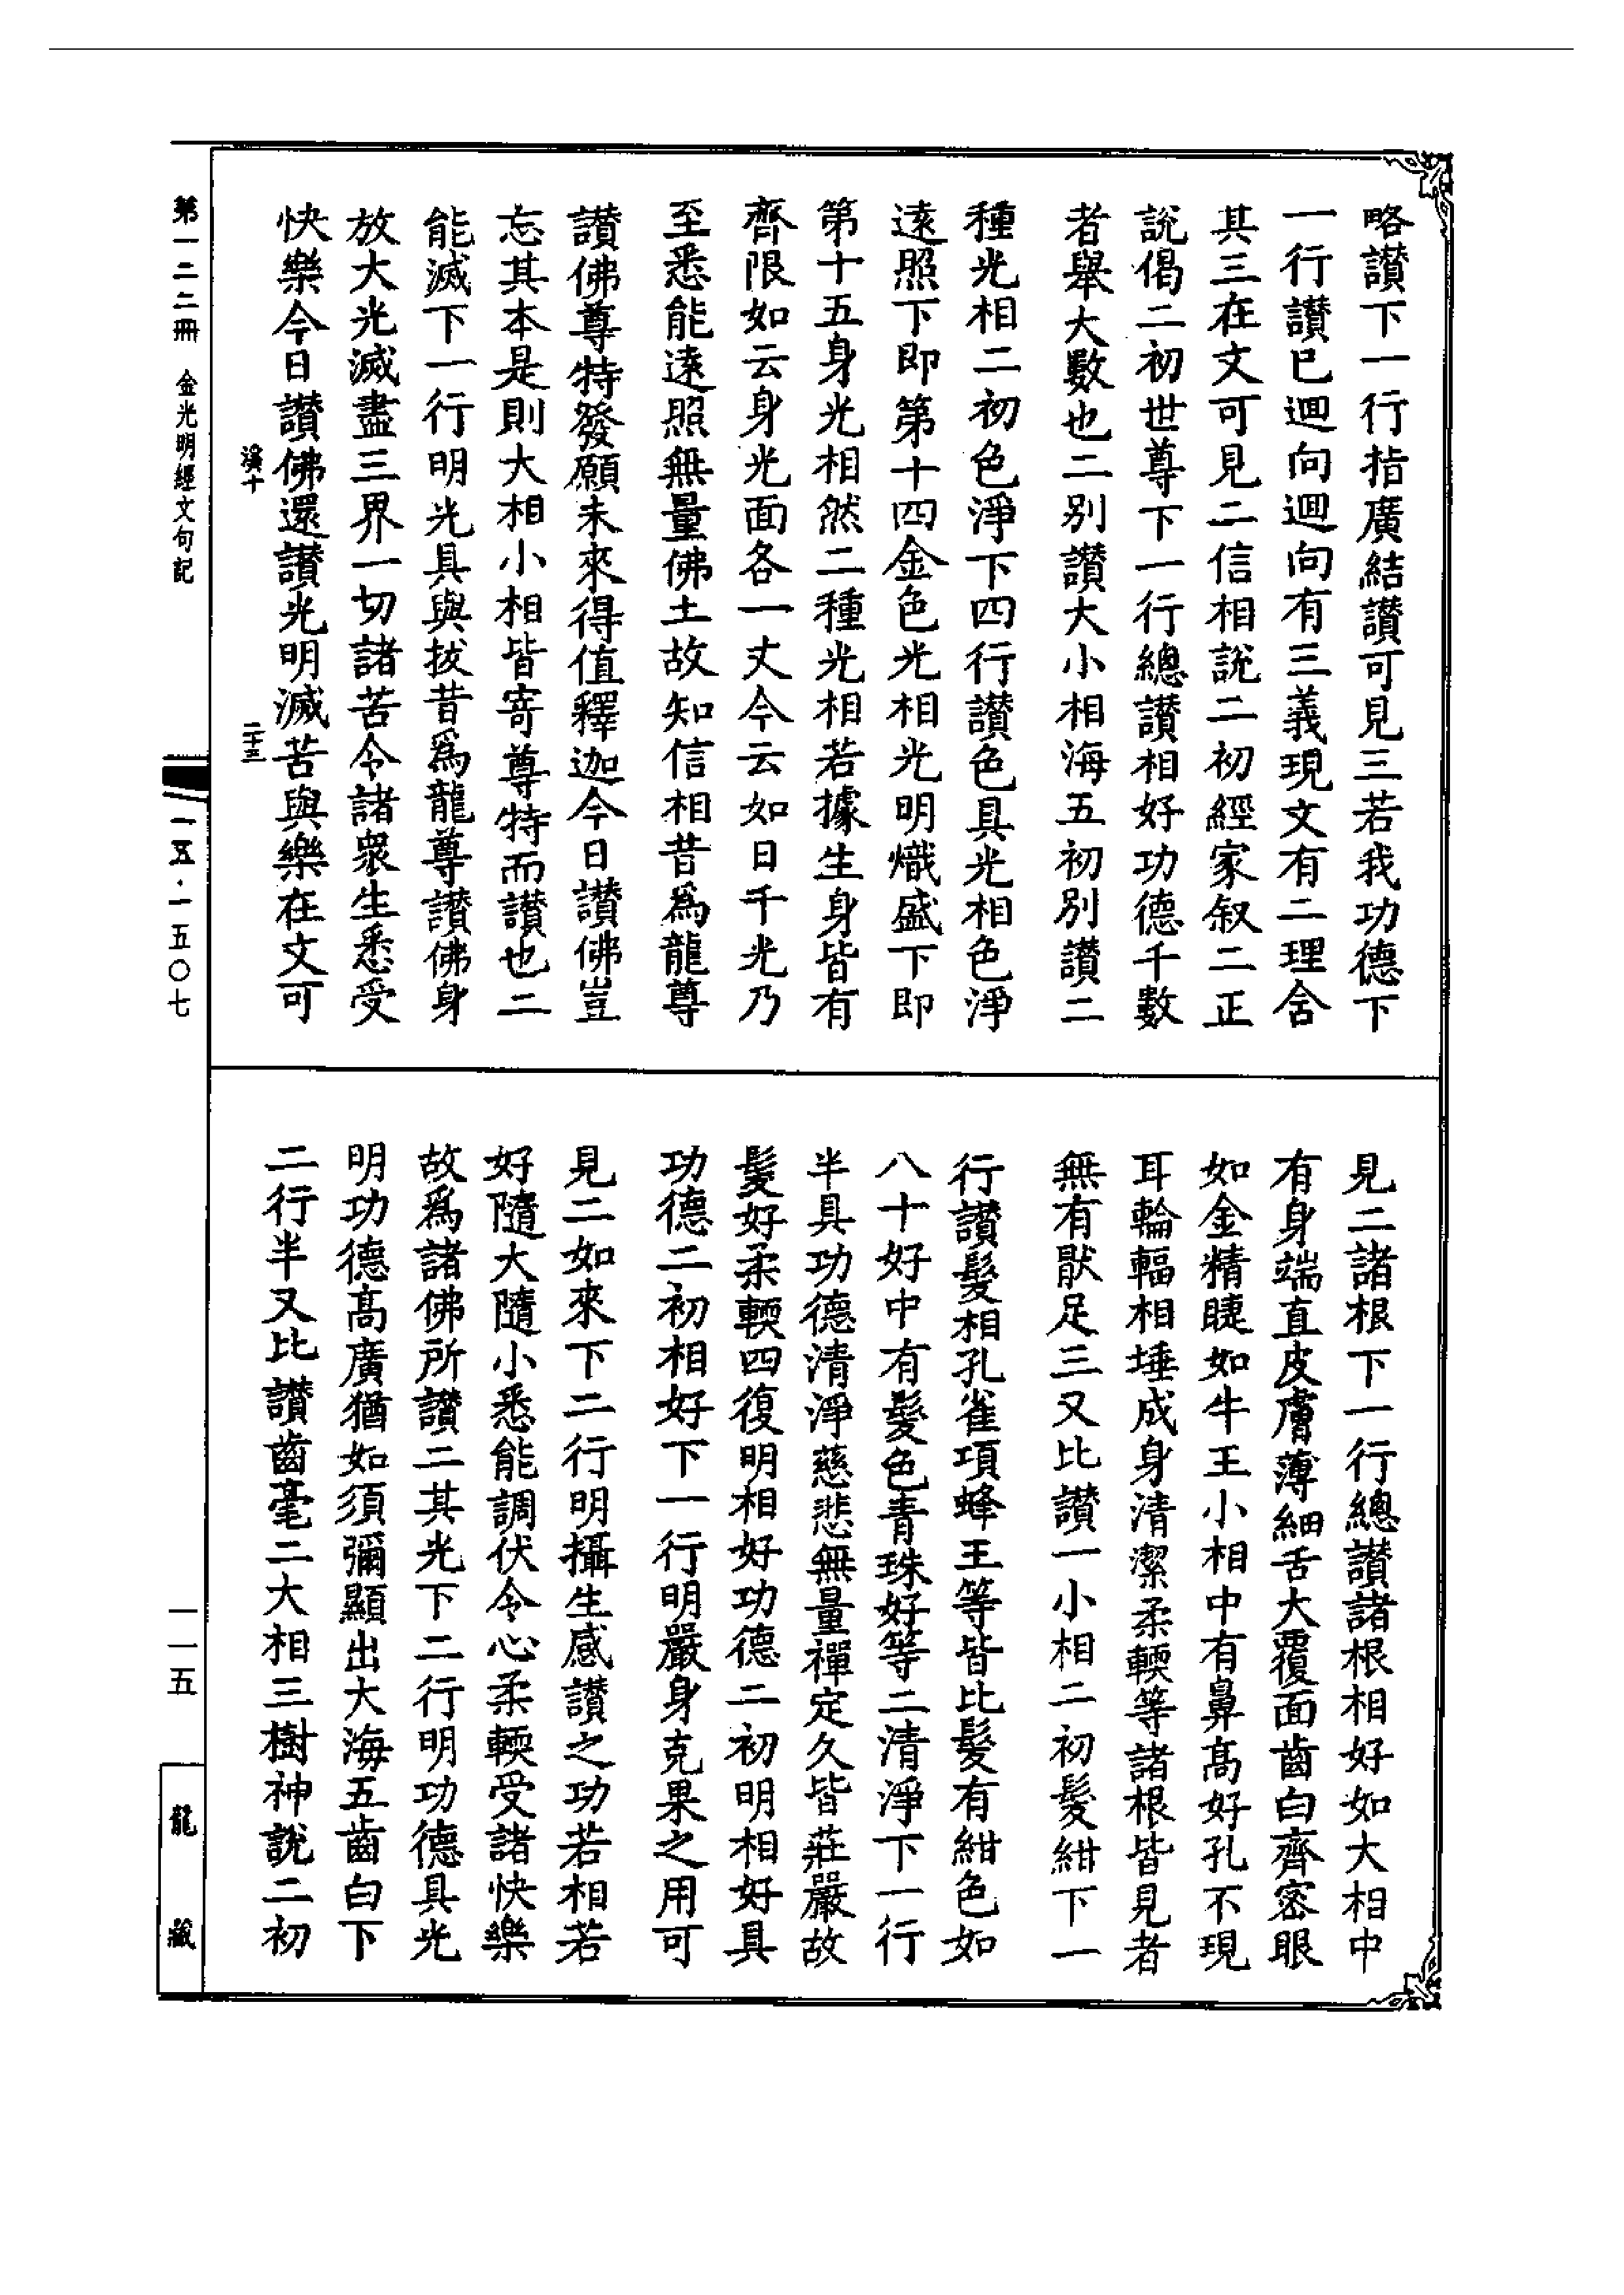 略讚下一行指廣結讚可見三若我功德下
一行讚已迴向迴向有三義現文有二理含
其三在文可見二信相說二初經家叙二正
說偈二初世尊下一行總讚相好功德千數
者舉大數也二別讚大小相海五初別讚二
種光相二初色淨下四行讚色具光相色淨
遠照下即第十四金色光相光明熾盛下即
第十五身光相然二種光相若據生身皆有
齊限如云身光面各一丈今云如日千光乃
至悉能遠照無量佛土故知信相昔為龍尊
讚佛尊特發願未來得值釋迦今日讚佛豈
忘其本是則大相小相皆寄尊特而讚也二
能滅下一行明光具與拔昔爲龍尊讚佛身
放大光滅盡三界一切諸苦令諸衆生悉受
快樂今日讚佛還讚光明滅苦與樂在文可
見二諸根下一行總讚諸根相好如大相中
有身端直皮膚薄細舌大覆面齒白齊密眼
如金精睫如牛王小相中有鼻髙好孔不現
耳輪輻相埵成身清潔柔輭等諸根皆見者
無有猒足三又比讚一小相二初髮紺下一
行讚髮相孔雀項蜂王等皆比髮有紺色如
八十好中有髮色青珠好等二清淨下一行
半具功德清淨慈悲無量禪定久皆莊嚴故
髮好柔輭四復明相好功德二初明相好具
功德二初相好下一行明嚴身克果之用可
見二如來下二行明攝生感讚之功若相若
好隨大隨小悉能調伏令心柔輭受諸快樂
故爲諸佛所讚二其光下二行明功德具光
明功德髙廣猶如須彌顯出大海五齒白下
二行半又比讚齒毫二大相三樹神說二初
溪十
二十三
第一二二冊
金光明經文句記
一五·一五〇七
一一五
龍藏